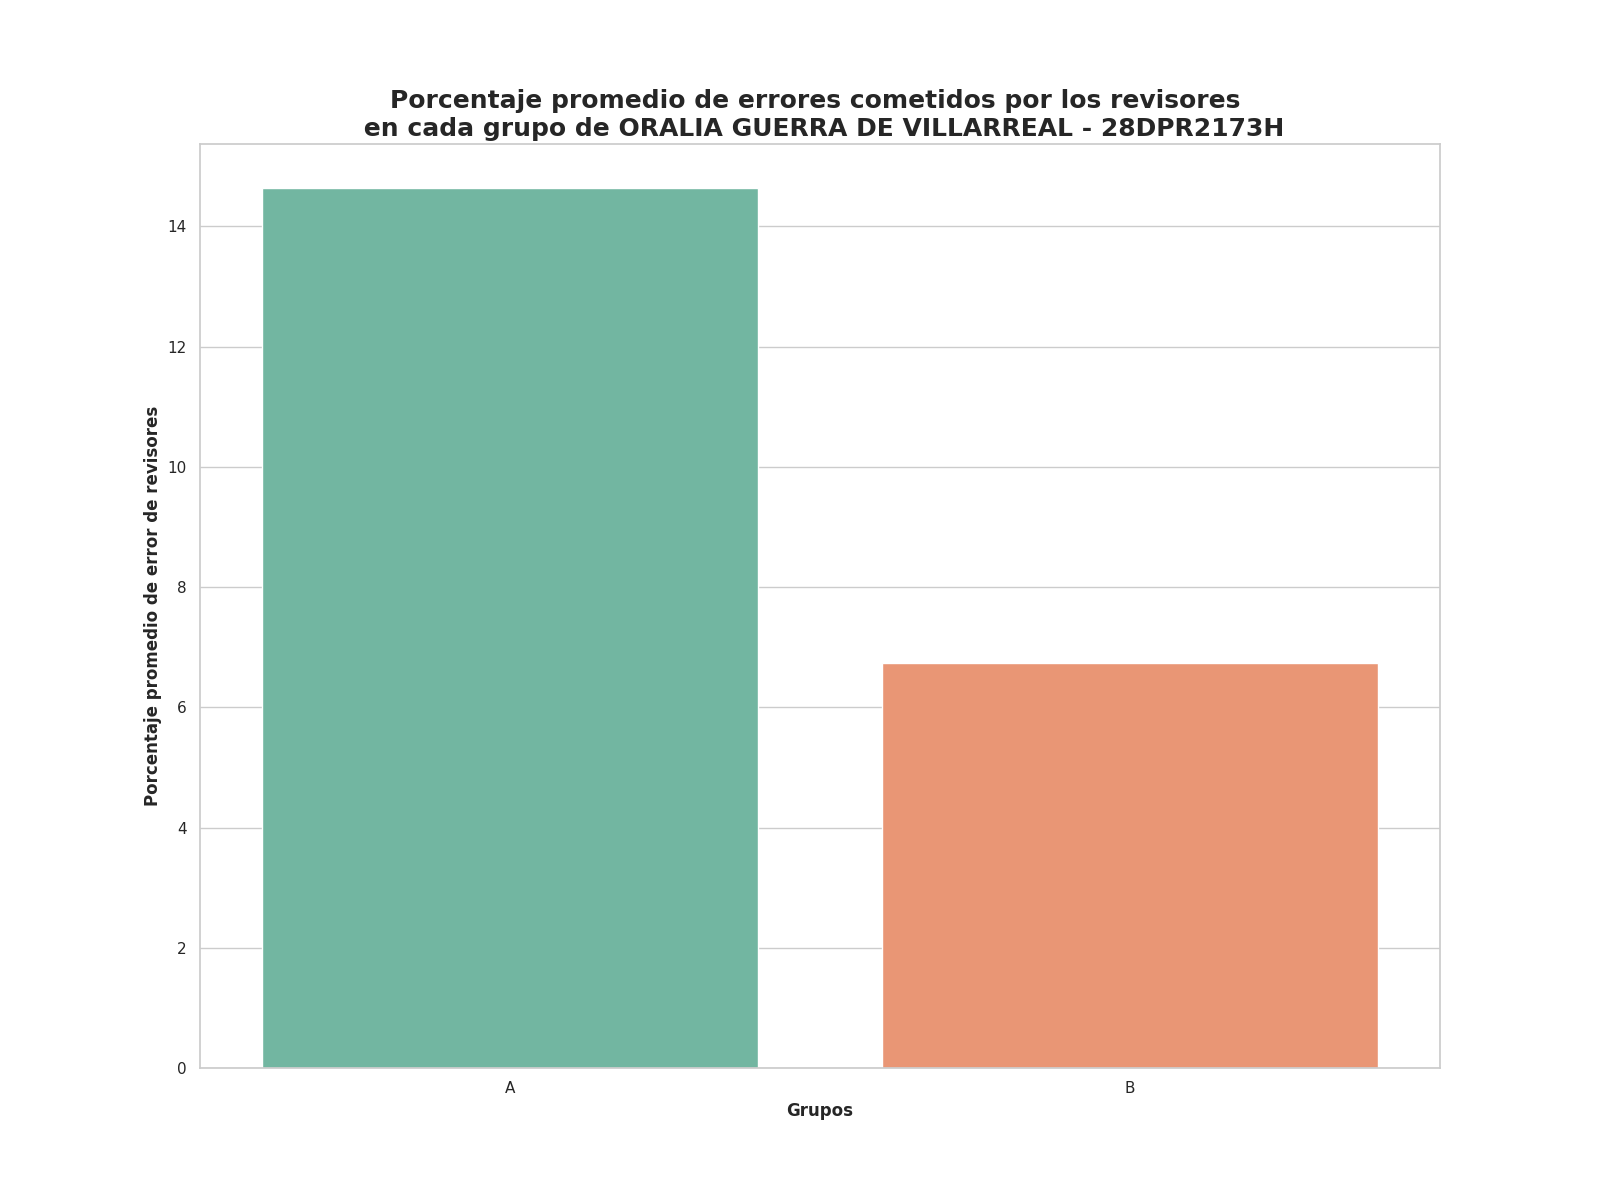 Porcentaje promedio de errores cometidos por los revisores
en cada grupo de ORALIA GUERRA DE VILLARREAL - 28DPR2173H
Porcentaje promedio de error de revisores
14
12
10
8
6
4
2
0
A
B
Grupos